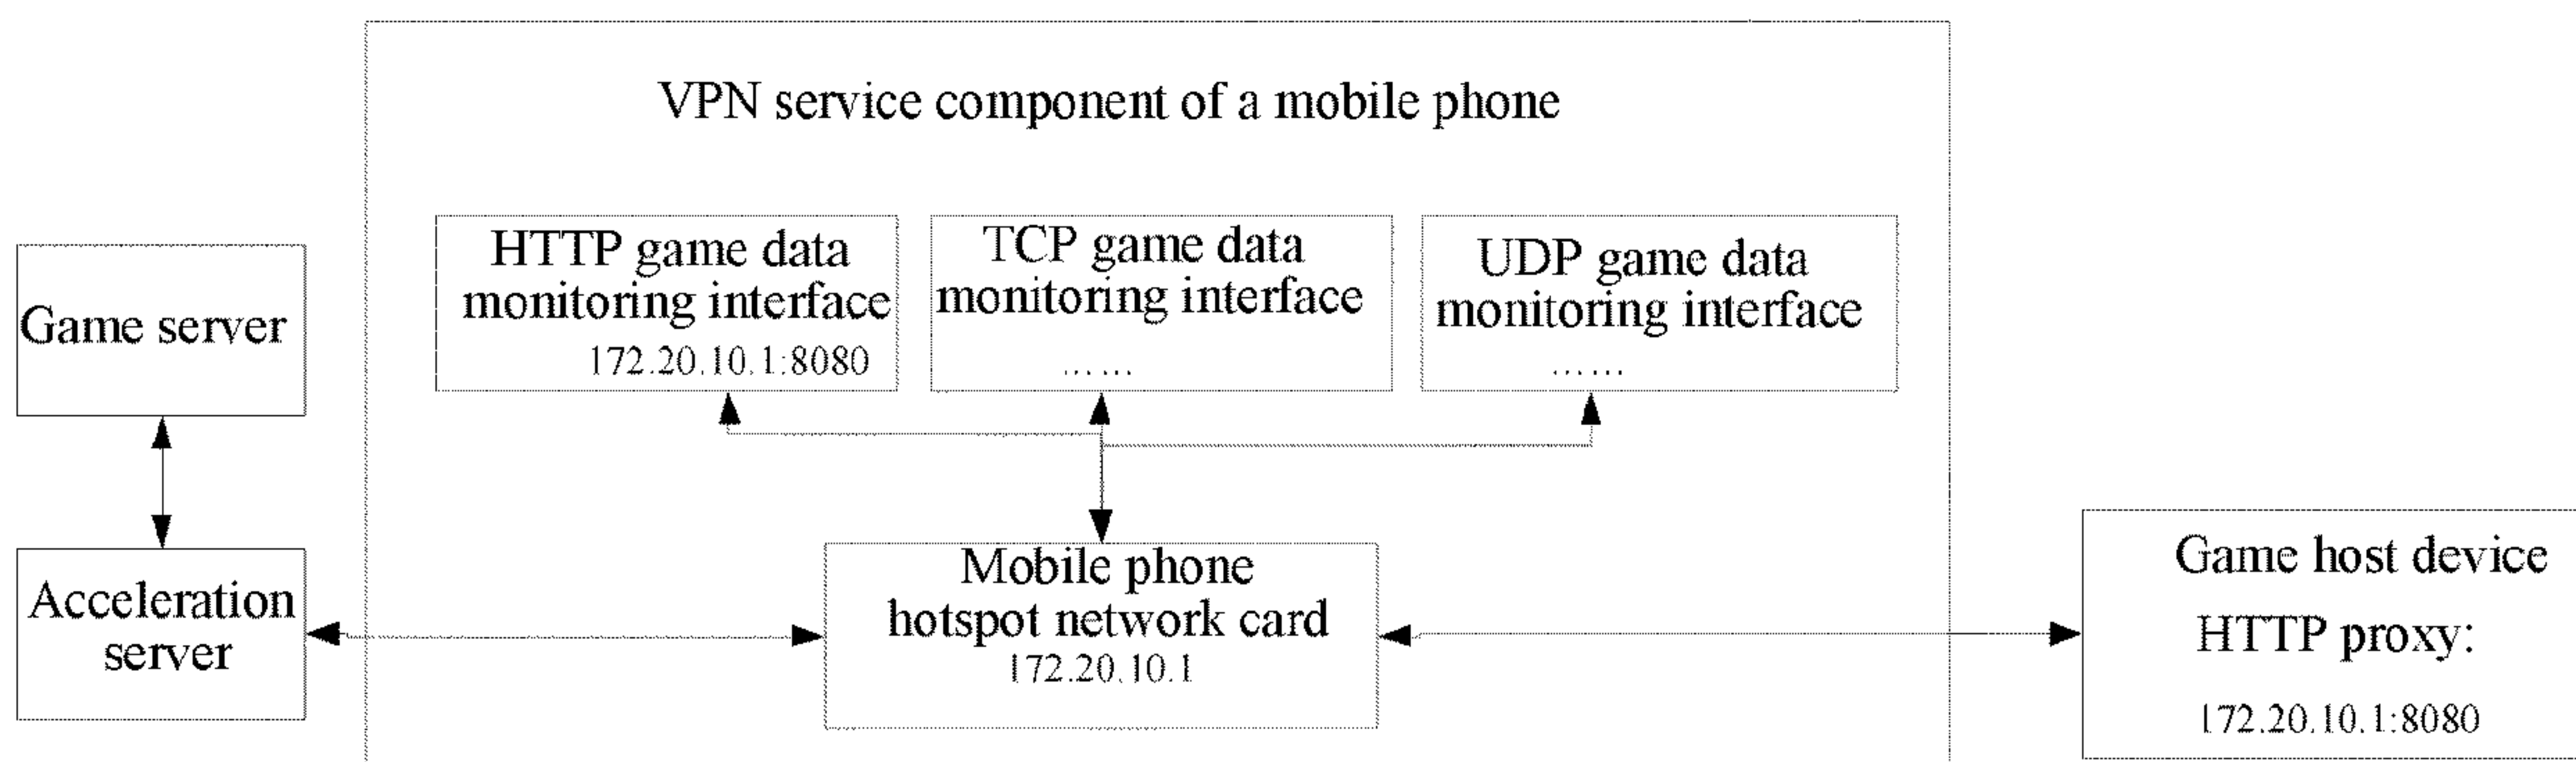 VPN service component of a mobile phone
Game server
HTTP game data
monitoring interface
172.20.10.1:8080
TCP game data
monitoring interface
……
UDP game data
monitoring interface
……
Acceleration
server
Mobile phone
hotspot network card
172.20.10.1
Game host device
HTTP proxy:
172.20.10.1:8080